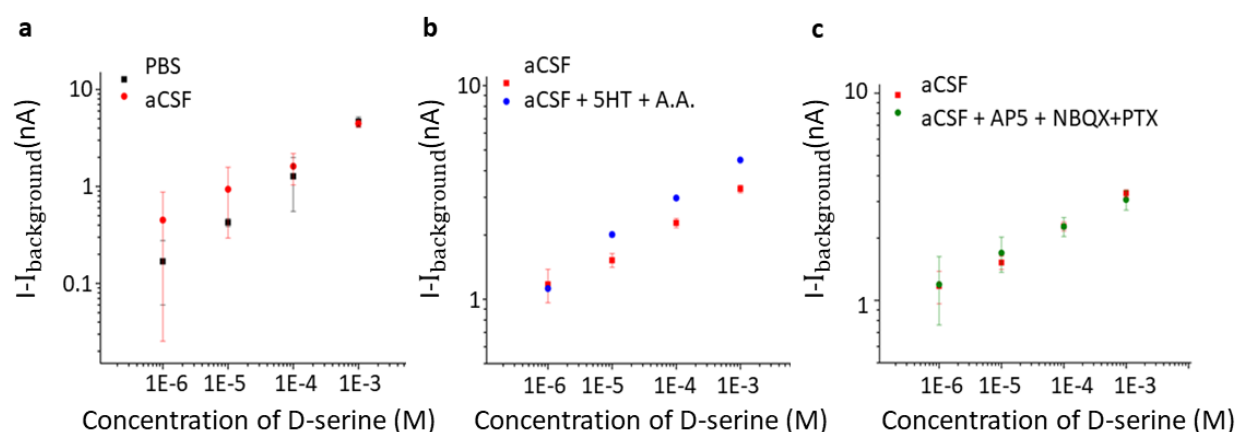 a
PBS
aCSF
10
1
0.1
I-I_background(nA)
1E-6 1E-5 1E-4 1E-3
Concentration of D-serine (M)
b
aCSF
aCSF + 5HT + A.A.
10
1
I-I_background(nA)
1E-6 1E-5 1E-4 1E-3
Concentration of D-serine (M)
c
aCSF
aCSF + AP5 + NBQX+PTX
10
1
I-I_background(nA)
1E-6 1E-5 1E-4 1E-3
Concentration of D-serine (M)